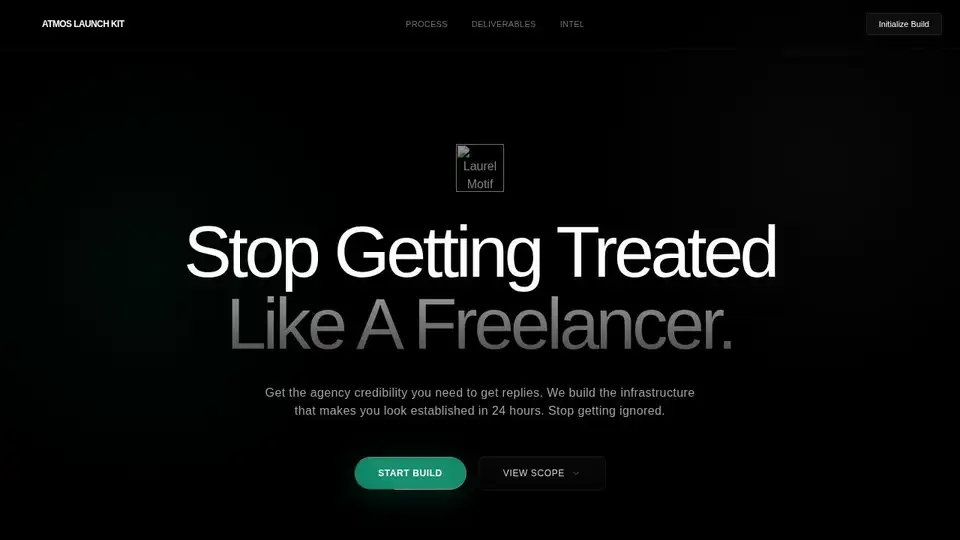 ATMOS LAUNCH KIT
PROCESS DELIVERABLES INTEL
Initialize Build
Laurel
Motif
Stop Getting Treated
Like A Freelancer.
Get the agency credibility you need to get replies. We build the infrastructure
that makes you look established in 24 hours. Stop getting ignored.
START BUILD
VIEW SCOPE